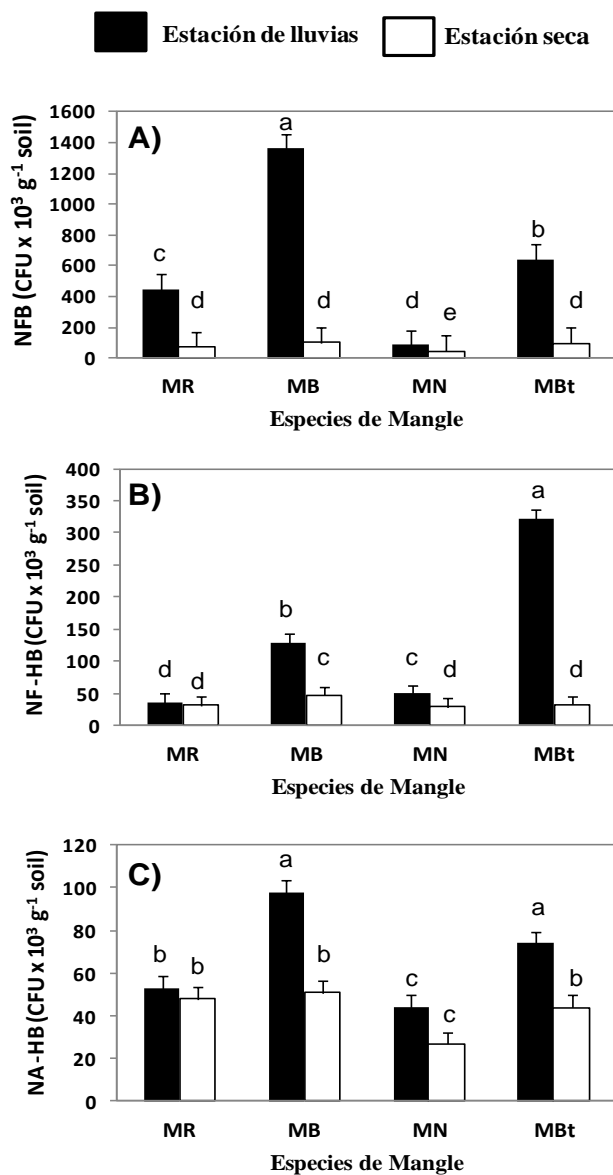 Estación de lluvias Estación seca
A)
NFB (CFU x 10³ g⁻¹ soil)
1600
1400
1200
1000
800
600
400
200
0
c d a d d e b d
MR MB MN MBt
Especies de Mangle
B)
NF-HB (CFU x 10³ g⁻¹ soil)
400
350
300
250
200
150
100
50
0
d d b c c d a d
MR MB MN MBt
Especies de Mangle
C)
NA-HB (CFU x 10³ g⁻¹ soil)
120
100
80
60
40
20
0
b b a b c c a b
MR MB MN MBt
Especies de Mangle